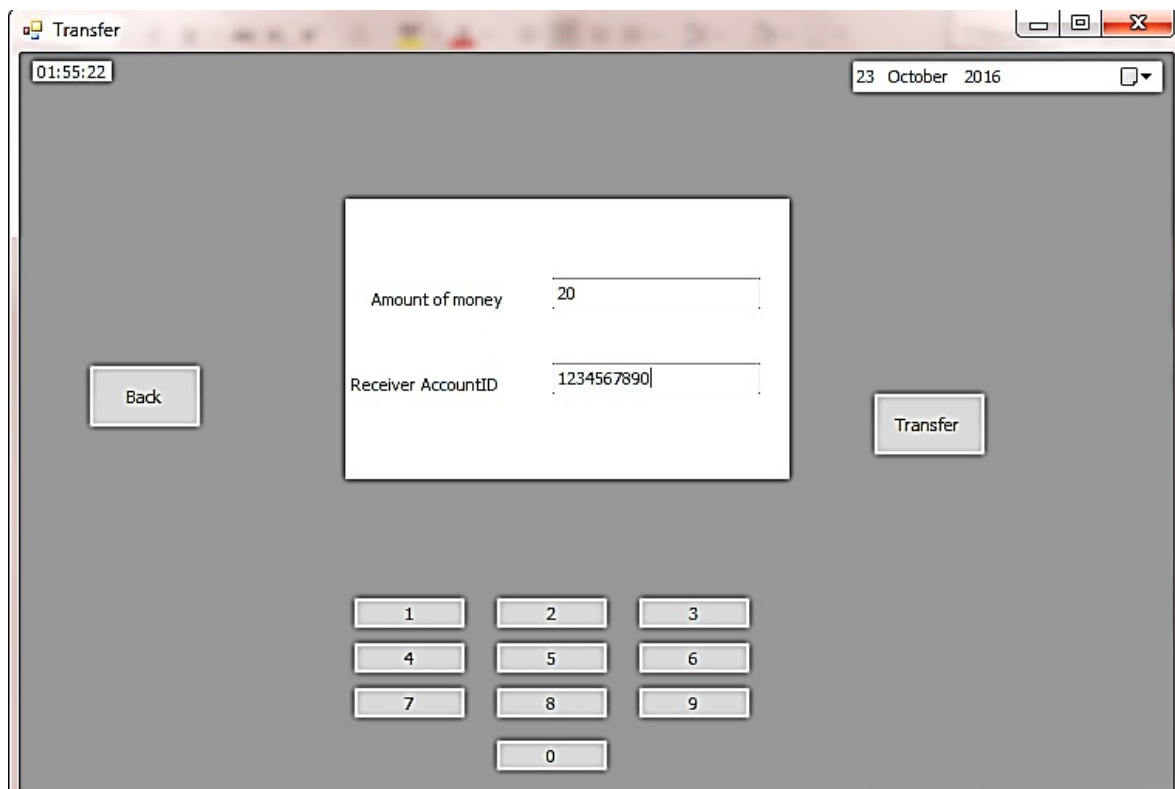 Transfer
01:55:22
23 October 2016
Amount of money 20
Receiver AccountID 1234567890
Back
Transfer
1 2 3
4 5 6
7 8 9
0